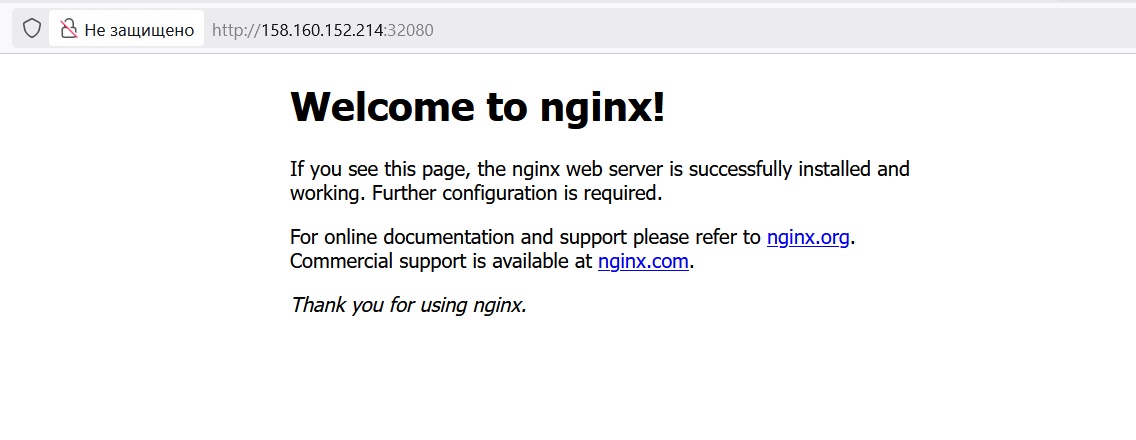 Не защищено http://158.160.152.214:32080
Welcome to nginx!
If you see this page, the nginx web server is successfully installed and
working. Further configuration is required.
For online documentation and support please refer to nginx.org.
Commercial support is available at nginx.com.
Thank you for using nginx.